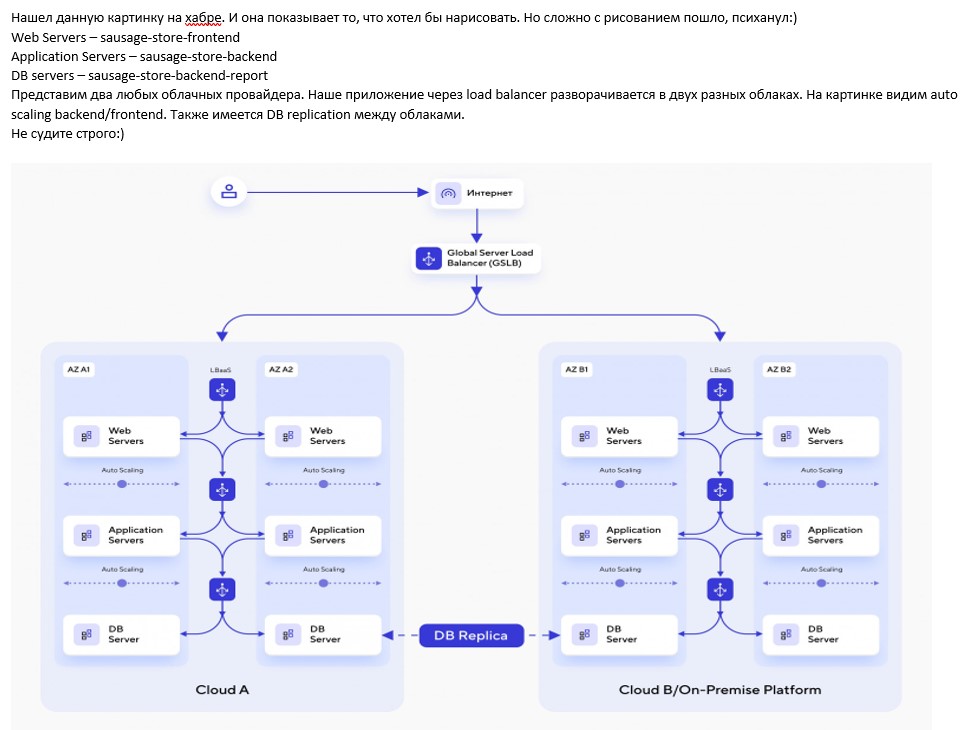 Нашел данную картинку на хабре. И она показывает то, что хотел бы нарисовать. Но сложно с рисованием пошло, психанул:)
Web Servers – sausage-store-frontend
Application Servers – sausage-store-backend
DB servers – sausage-store-backend-report
Представим два любых облачных провайдера. Наше приложение через load balancer разворачивается в двух разных облаках. На картинке видим auto
scaling backend/frontend. Также имеется DB replication между облаками.
Не судите строго:)
Интернет
Global Server Load
Balancer (GSLB)
AZ A1
LBaaS
AZ A2
AZ B1
LBaaS
AZ B2
Web
Servers
Web
Servers
Web
Servers
Web
Servers
Auto Scaling
Auto Scaling
Auto Scaling
Auto Scaling
Application
Servers
Application
Servers
Application
Servers
Application
Servers
Auto Scaling
Auto Scaling
Auto Scaling
Auto Scaling
DB
Server
DB
Server
DB Replica
DB
Server
DB
Server
Cloud A
Cloud B/On-Premise Platform